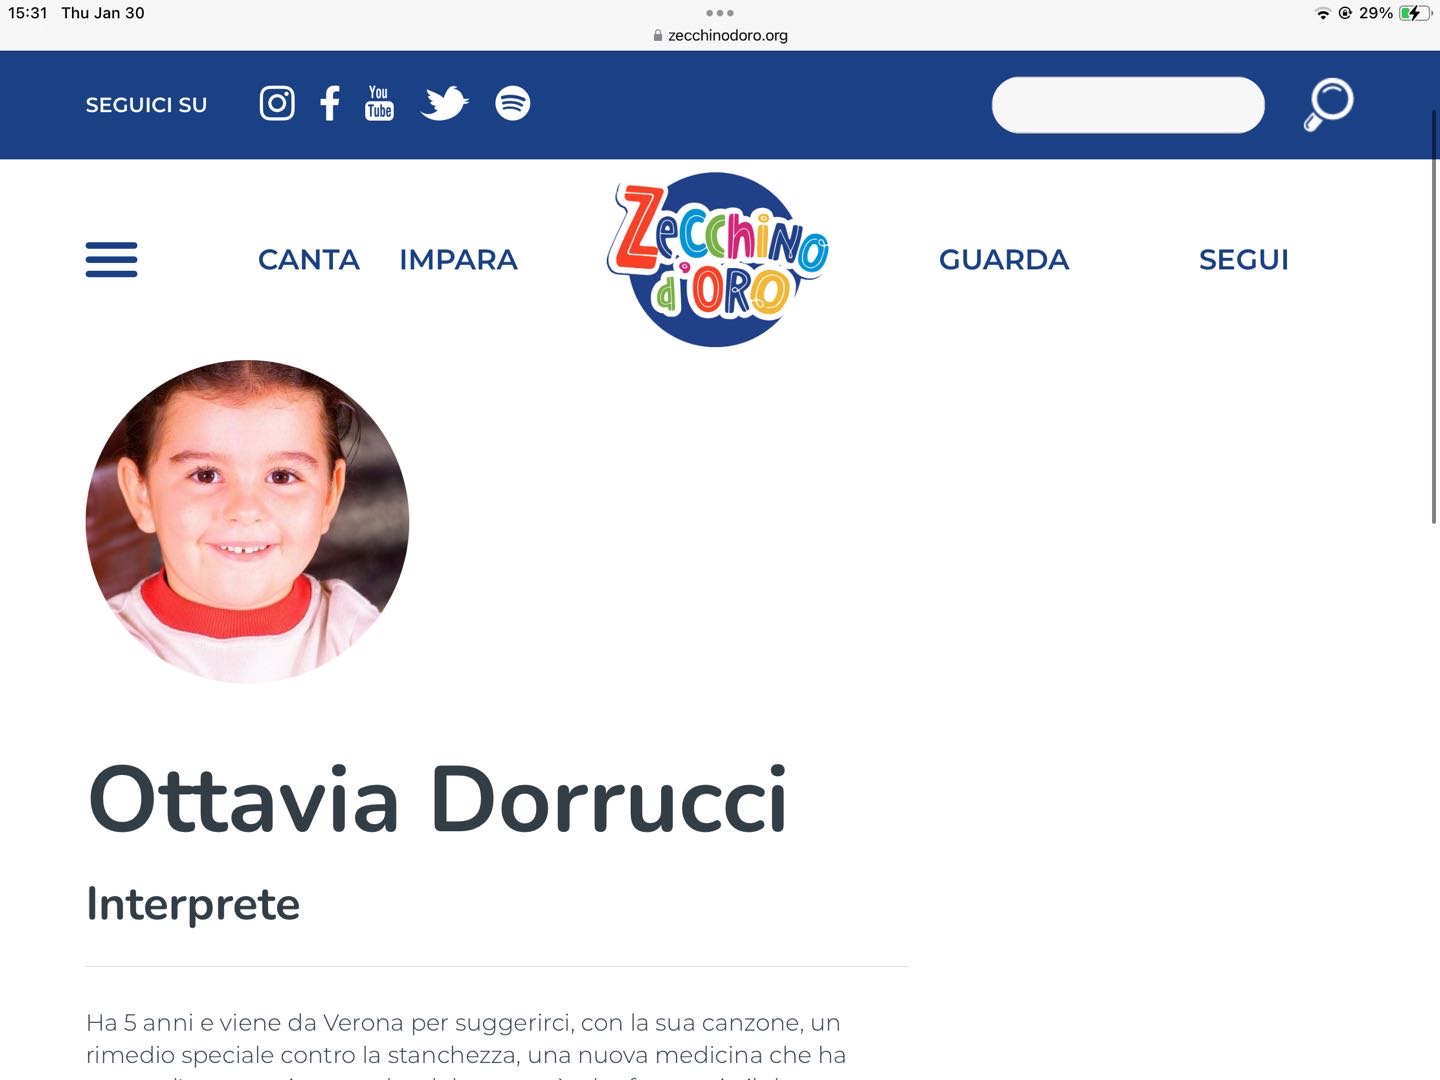 15:31 Thu Jan 30
29%
zecchinodoro.org
SEGUICI SU
You
Tube
CANTA IMPARA
Zecchino
d'ORO
GUARDA
SEGUI
Ottavia Dorrucci
Interprete
Ha 5 anni e viene da Verona per suggerirci, con la sua canzone, un
rimedio speciale contro la stanchezza, una nuova medicina che ha